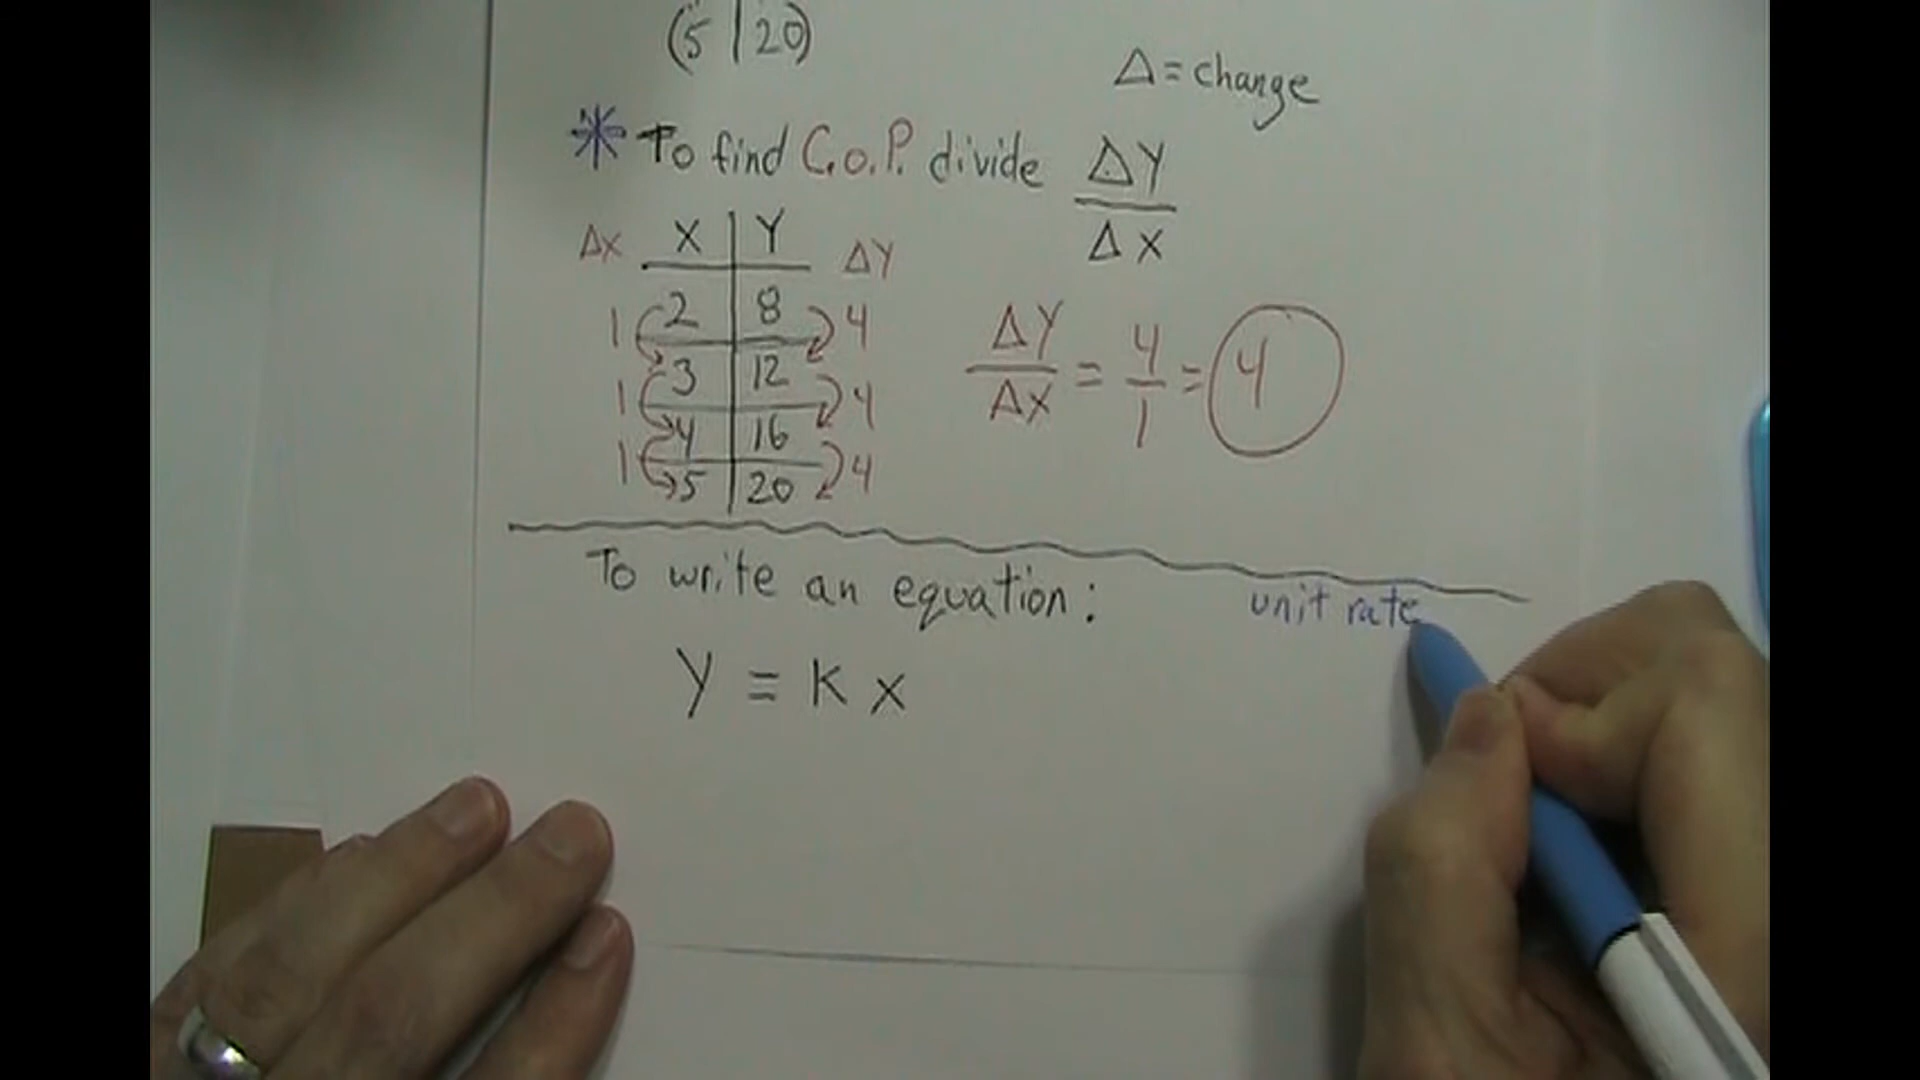 (5 | 20)
Δ = change
* To find C.o.P. divide ΔY / ΔX
ΔX X Y ΔY
2 8
1 4
3 12
1 4
4 16
1 4
5 20
ΔY / ΔX = 4 / 1 = 4
To write an equation:
unit rate
Y = K x